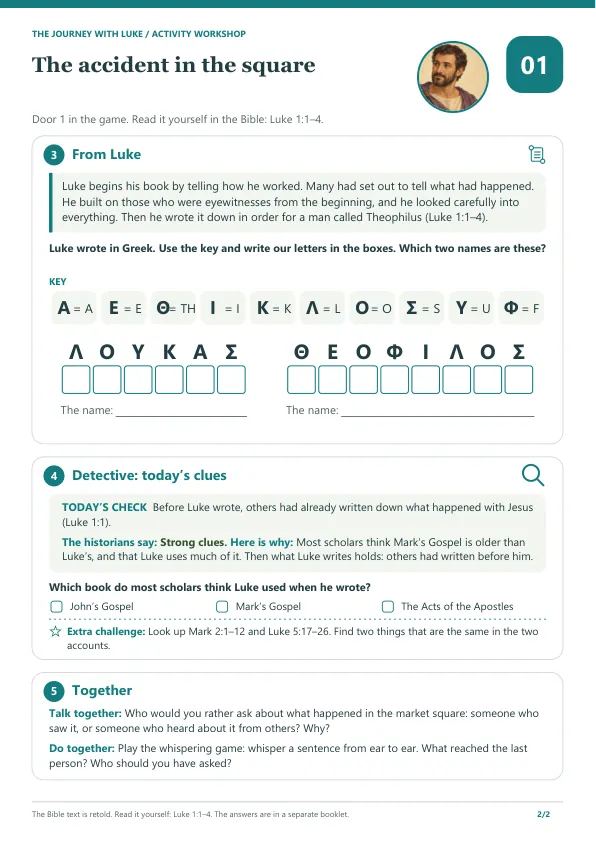 THE JOURNEY WITH LUKE / ACTIVITY WORKSHOP
The accident in the square
01
Door 1 in the game. Read it yourself in the Bible: Luke 1:1–4.
3 From Luke
Luke begins his book by telling how he worked. Many had set out to tell what had happened.
He built on those who were eyewitnesses from the beginning, and he looked carefully into
everything. Then he wrote it down in order for a man called Theophilus (Luke 1:1–4).
Luke wrote in Greek. Use the key and write our letters in the boxes. Which two names are these?
KEY
Α = A Ε = E Θ = TH Ι = I Κ = K Λ = L Ο = O Σ = S Υ = U Φ = F
Λ Ο Υ Κ Α Σ Θ Ε Ο Φ Ι Λ Ο Σ
The name: The name:
4 Detective: today’s clues
TODAY’S CHECK Before Luke wrote, others had already written down what happened with Jesus
(Luke 1:1).
The historians say: Strong clues. Here is why: Most scholars think Mark’s Gospel is older than
Luke’s, and that Luke uses much of it. Then what Luke writes holds: others had written before him.
Which book do most scholars think Luke used when he wrote?
John’s Gospel Mark’s Gospel The Acts of the Apostles
Extra challenge: Look up Mark 2:1–12 and Luke 5:17–26. Find two things that are the same in the two
accounts.
5 Together
Talk together: Who would you rather ask about what happened in the market square: someone who
saw it, or someone who heard about it from others? Why?
Do together: Play the whispering game: whisper a sentence from ear to ear. What reached the last
person? Who should you have asked?
The Bible text is retold. Read it yourself: Luke 1:1–4. The answers are in a separate booklet.
2/2